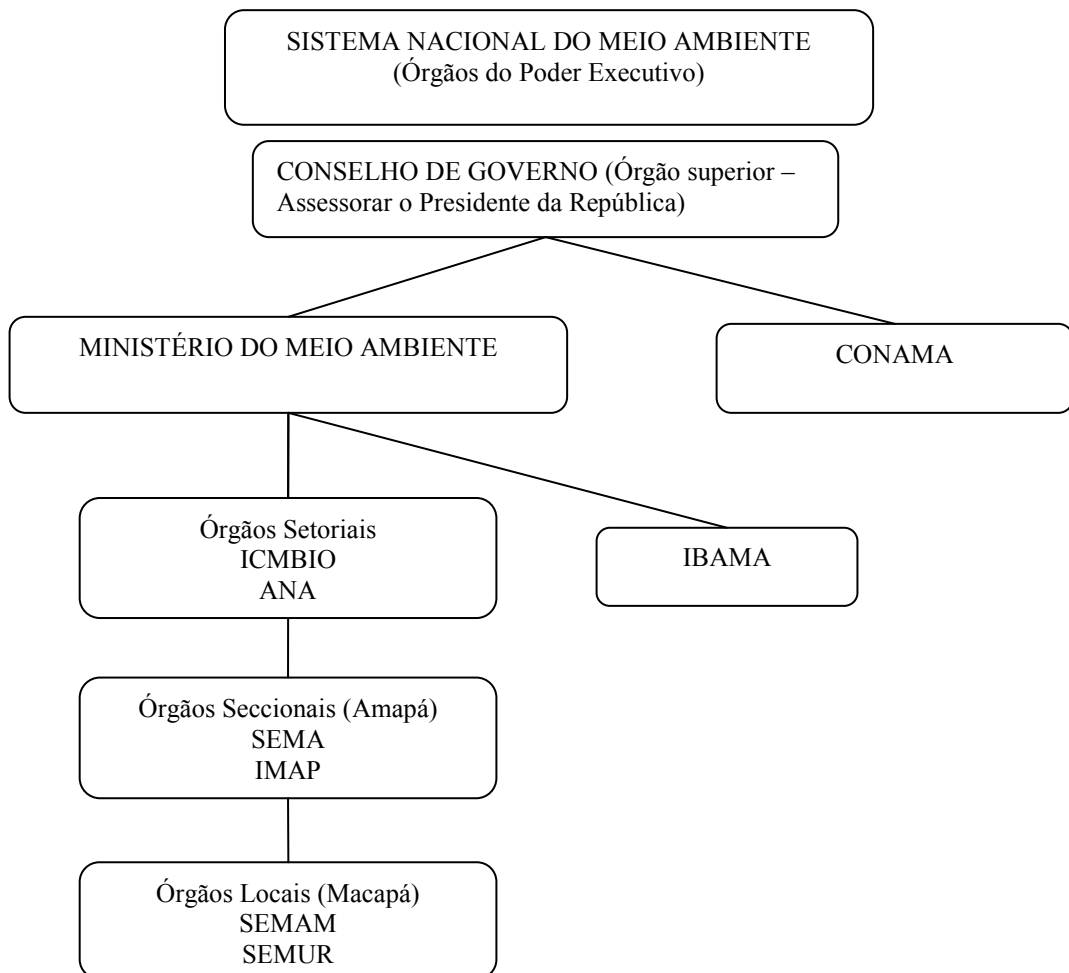 SISTEMA NACIONAL DO MEIO AMBIENTE
(Órgãos do Poder Executivo)
CONSELHO DE GOVERNO (Órgão superior –
Assessorar o Presidente da República)
MINISTÉRIO DO MEIO AMBIENTE
CONAMA
Órgãos Setoriais
ICMBIO
ANA
IBAMA
Órgãos Seccionais (Amapá)
SEMA
IMAP
Órgãos Locais (Macapá)
SEMAM
SEMUR